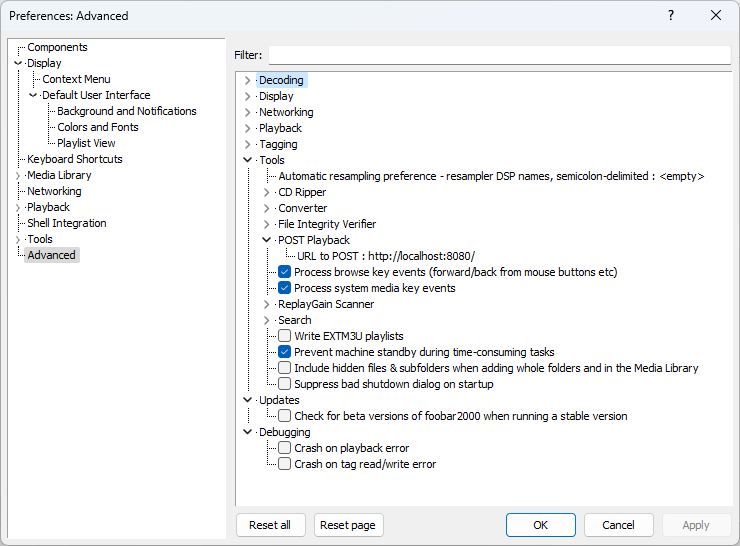 Preferences: Advanced
?
Components
Display
Context Menu
Default User Interface
Background and Notifications
Colors and Fonts
Playlist View
Keyboard Shortcuts
Media Library
Networking
Playback
Shell Integration
Tools
Advanced
Filter:
Decoding
Display
Networking
Playback
Tagging
Tools
Automatic resampling preference - resampler DSP names, semicolon-delimited : <empty>
CD Ripper
Converter
File Integrity Verifier
POST Playback
URL to POST : http://localhost:8080/
Process browse key events (forward/back from mouse buttons etc)
Process system media key events
ReplayGain Scanner
Search
Write EXTM3U playlists
Prevent machine standby during time-consuming tasks
Include hidden files & subfolders when adding whole folders and in the Media Library
Suppress bad shutdown dialog on startup
Updates
Check for beta versions of foobar2000 when running a stable version
Debugging
Crash on playback error
Crash on tag read/write error
Reset all Reset page OK Cancel Apply